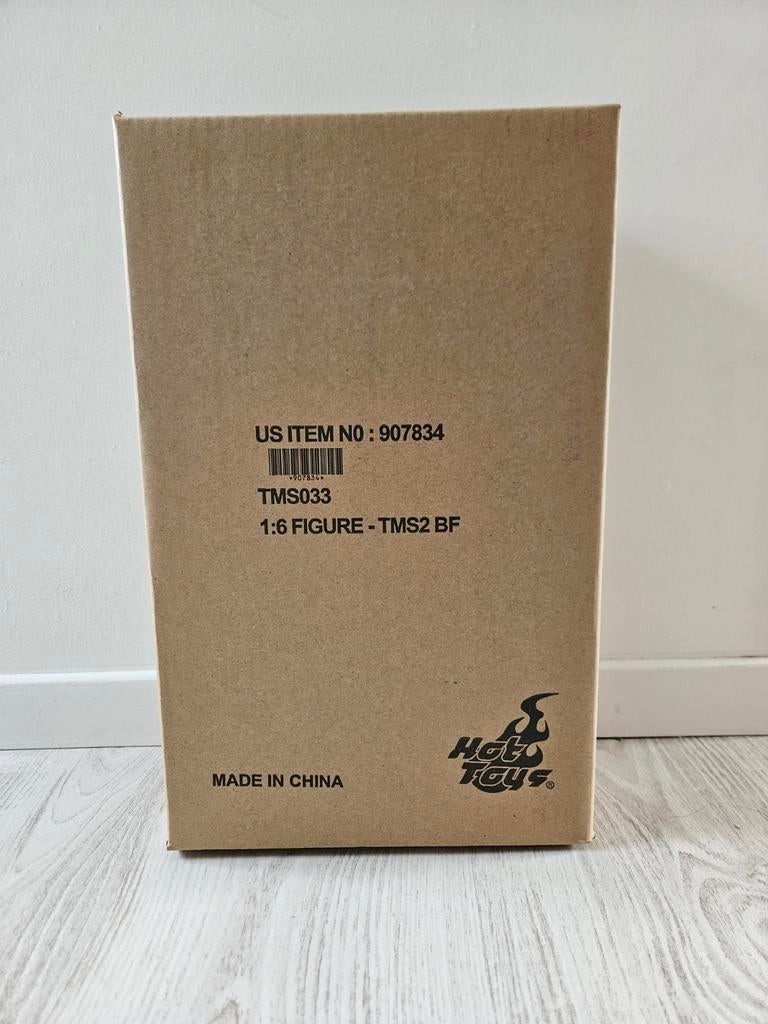 US ITEM N0 : 907834
*907834*
TMS033
1:6 FIGURE - TMS2 BF
Hot
Toys®
MADE IN CHINA